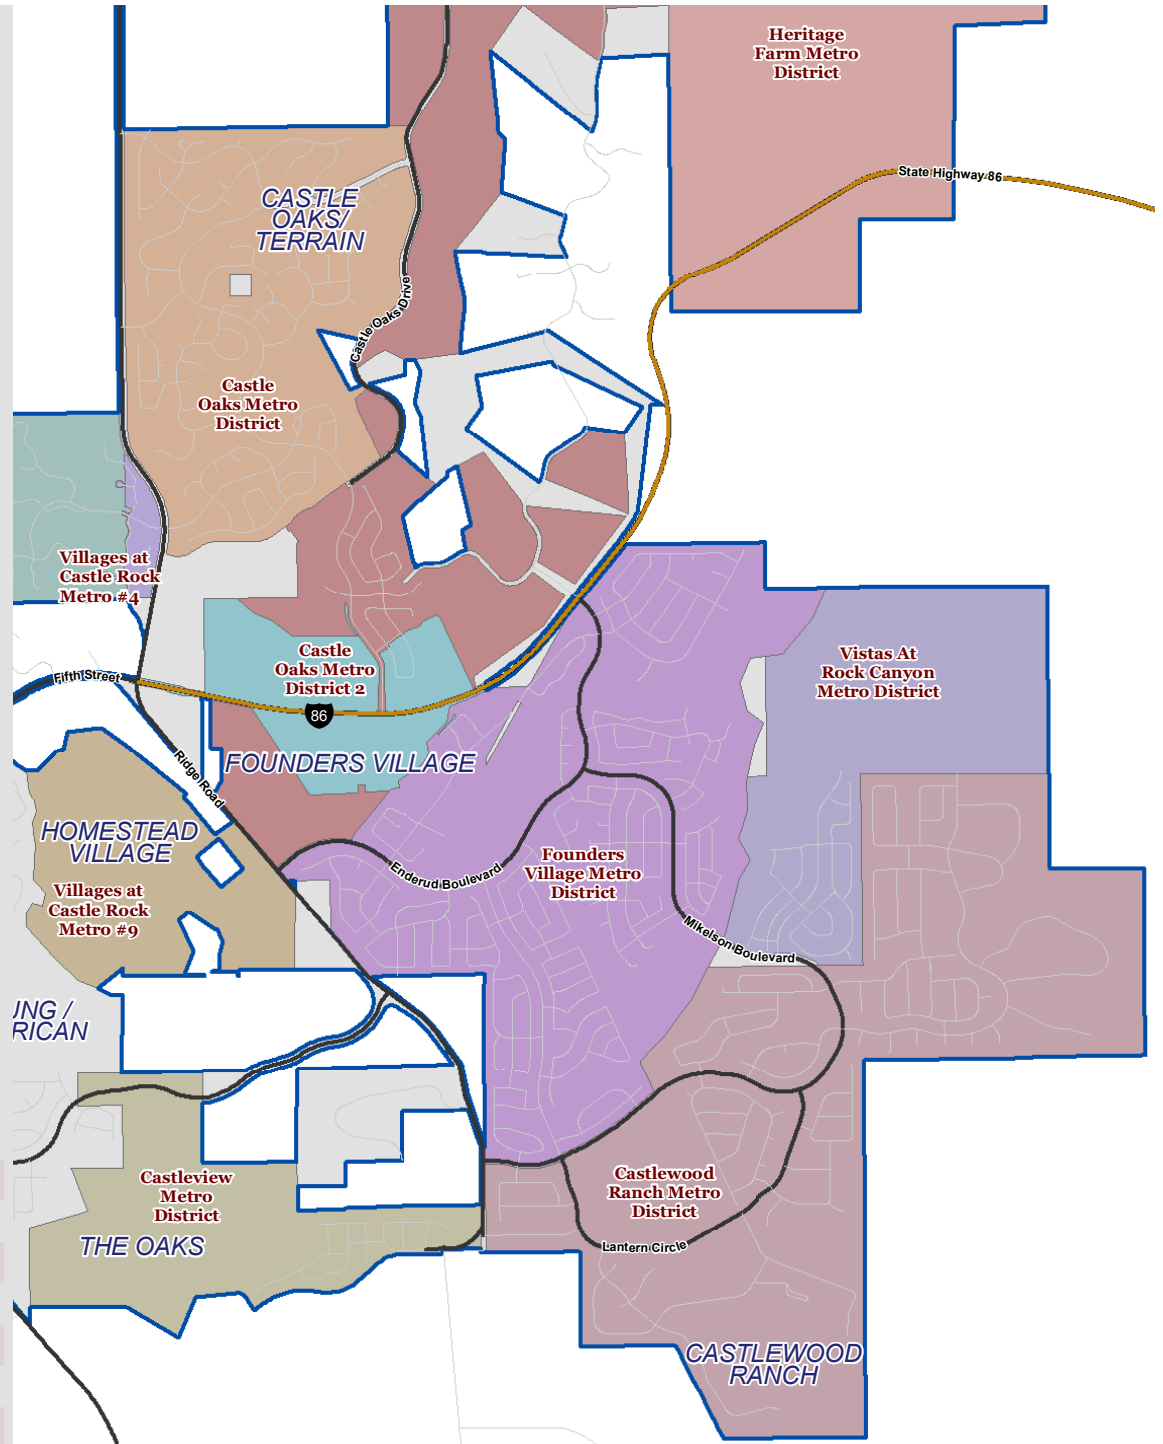 Heritage
Farm Metro
District
State Highway 86
CASTLE
OAKS/
TERRAIN
Castle Oaks Drive
Castle
Oaks Metro
District
Villages at
Castle Rock
Metro #4
Castle
Oaks Metro
District 2
Vistas At
Rock Canyon
Metro District
Fifth Street
86
FOUNDERS VILLAGE
Ridge Road
HOMESTEAD
VILLAGE
Enderud Boulevard
Founders
Village Metro
District
Villages at
Castle Rock
Metro #9
Mikelson Boulevard
UNG /
RICAN
Castleview
Metro
District
Castlewood
Ranch Metro
District
THE OAKS
Lantern Circle
CASTLEWOOD
RANCH